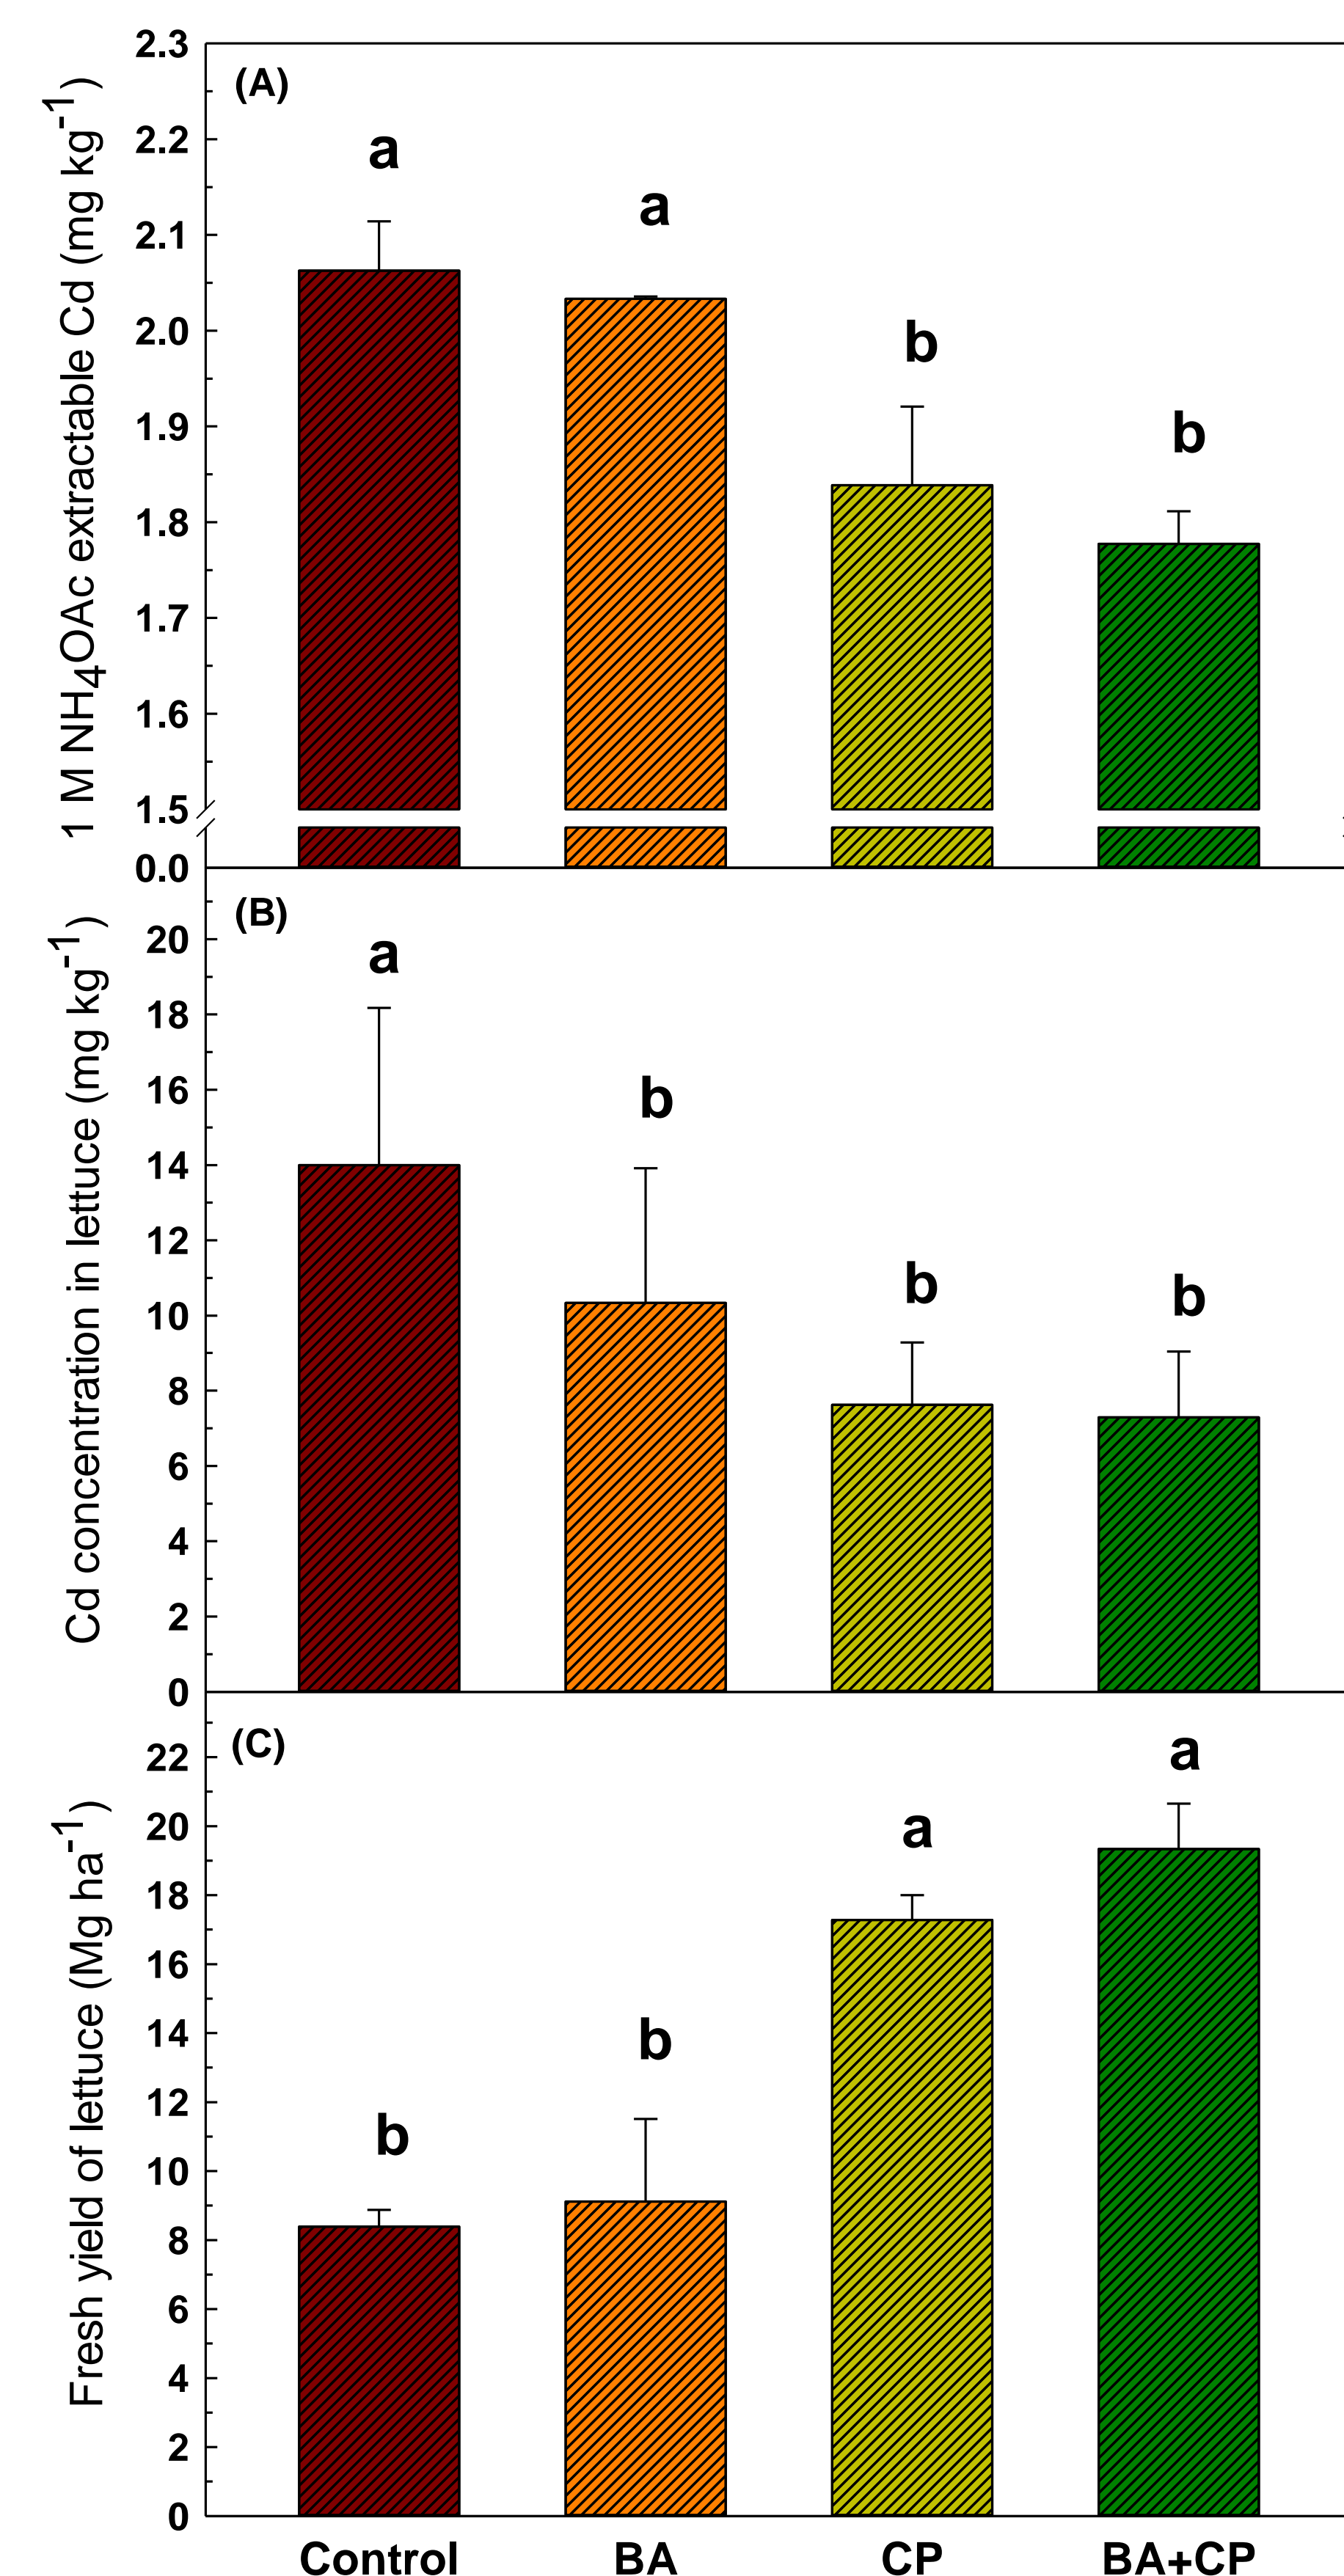 (A)
1 M NH4OAc extractable Cd (mg kg-1)
2.3
2.2
2.1
2.0
1.9
1.8
1.7
1.6
1.5
0.0
a
a
b
b
(B)
Cd concentration in lettuce (mg kg-1)
20
18
16
14
12
10
8
6
4
2
0
a
b
b
b
(C)
Fresh yield of lettuce (Mg ha-1)
22
20
18
16
14
12
10
8
6
4
2
0
b
b
a
a
Control BA CP BA+CP